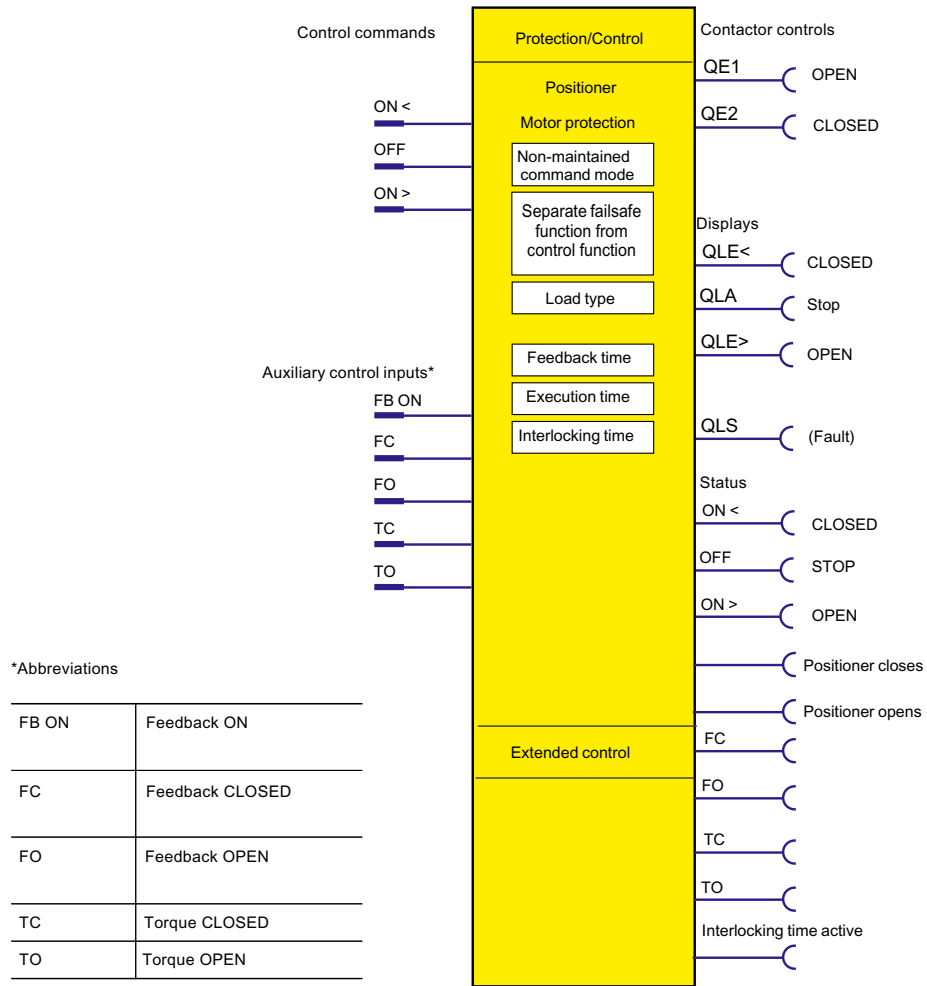 Control commands
ON <
OFF
ON >
Auxiliary control inputs*
FB ON
FC
FO
TC
TO
Protection/Control
Positioner
Motor protection
Non-maintained
command mode
Separate failsafe
function from
control function
Load type
Feedback time
Execution time
Interlocking time
Extended control
Contactor controls
QE1 OPEN
QE2 CLOSED
Displays
QLE< CLOSED
QLA Stop
QLE> OPEN
QLS (Fault)
Status
ON < CLOSED
OFF STOP
ON > OPEN
Positioner closes
Positioner opens
FC
FO
TC
TO
Interlocking time active
*Abbreviations
FB ON Feedback ON
FC Feedback CLOSED
FO Feedback OPEN
TC Torque CLOSED
TO Torque OPEN